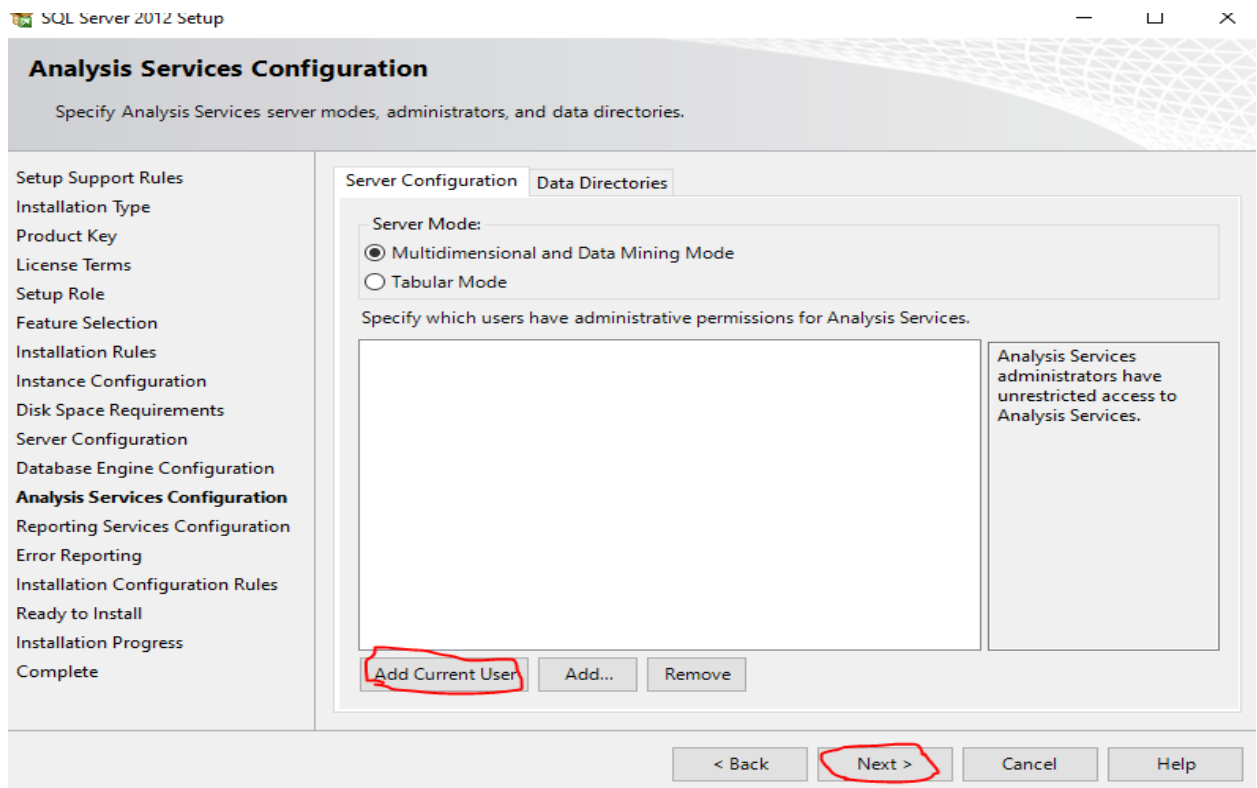 SQL Server 2012 Setup
Analysis Services Configuration
Specify Analysis Services server modes, administrators, and data directories.
Setup Support Rules
Installation Type
Product Key
License Terms
Setup Role
Feature Selection
Installation Rules
Instance Configuration
Disk Space Requirements
Server Configuration
Database Engine Configuration
Analysis Services Configuration
Reporting Services Configuration
Error Reporting
Installation Configuration Rules
Ready to Install
Installation Progress
Complete
Server Configuration Data Directories
Server Mode:
Multidimensional and Data Mining Mode
Tabular Mode
Specify which users have administrative permissions for Analysis Services.
Analysis Services
administrators have
unrestricted access to
Analysis Services.
Add Current User Add... Remove
< Back Next > Cancel Help